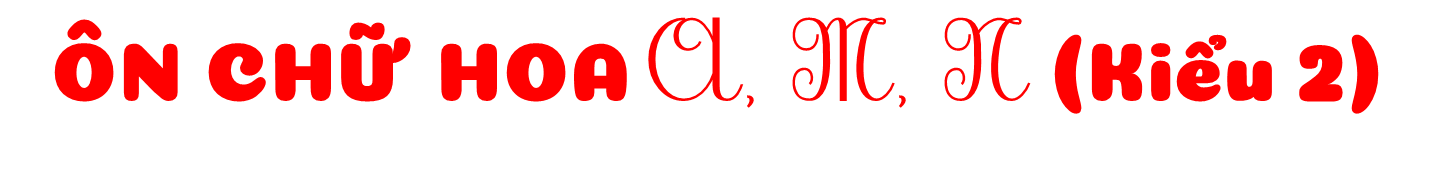 ÔN CHỮ HOA A, M, N (Kiểu 2)